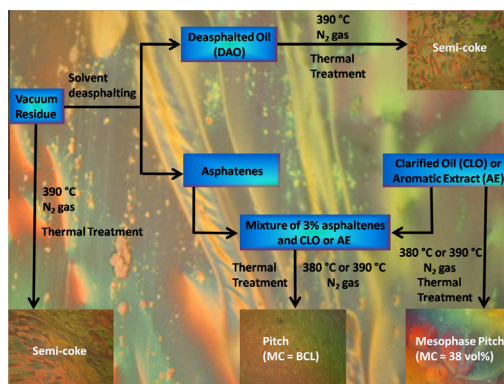 Deasphalted Oil
(DAO)
390 °C
N₂ gas
Thermal
Treatment
Semi-coke
Solvent
deasphalting
Vacuum
Residue
Asphatenes
Clarified Oil (CLO) or
Aromatic Extract (AE)
390 °C
N₂ gas
Thermal Treatment
Mixture of 3% asphaltenes
and CLO or AE
Thermal
Treatment
380 °C or 390 °C
N₂ gas
380 °C or 390 °C
N₂ gas
Thermal
Treatment
Semi-coke
Pitch
(MC = BCL)
Mesophase Pitch
(MC = 38 vol%)